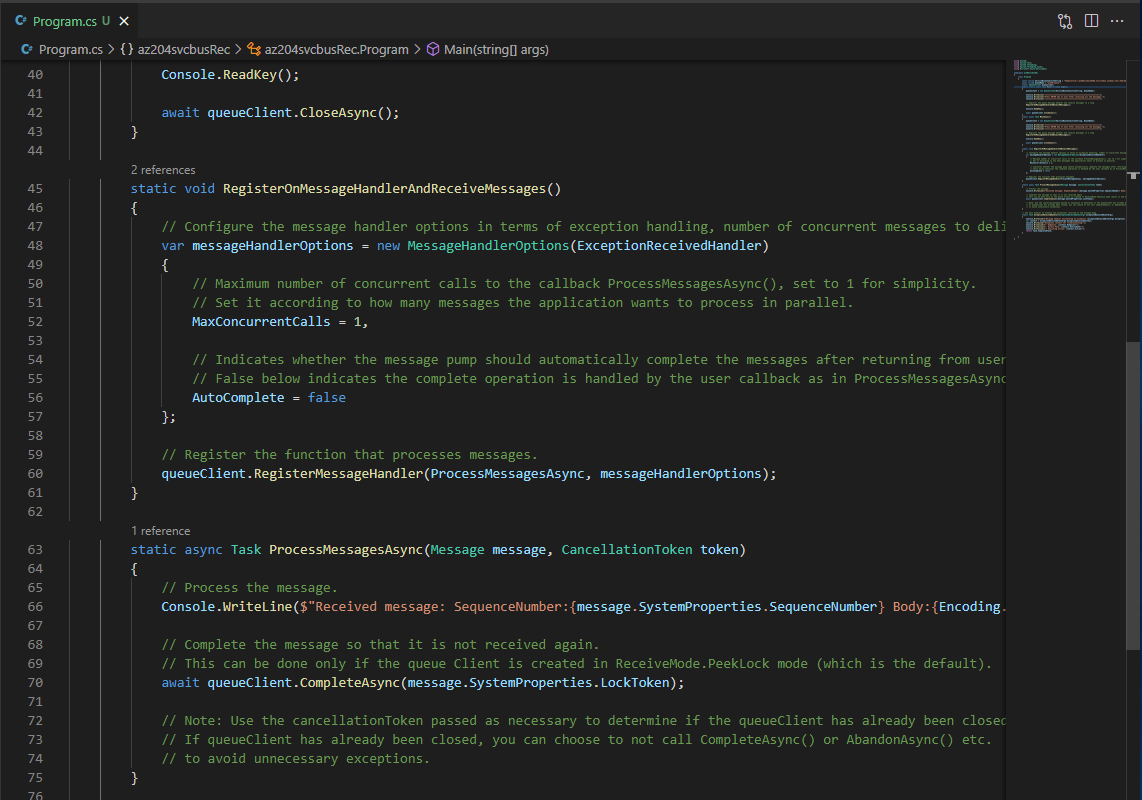 Program.cs U
Program.cs > {} az204svcbusRec > az204svcbusRec.Program > Main(string[] args)
40 Console.ReadKey();
41
42 await queueClient.CloseAsync();
43 }
44
2 references
45 static void RegisterOnMessageHandlerAndReceiveMessages()
46 {
47 // Configure the message handler options in terms of exception handling, number of concurrent messages to deli
48 var messageHandlerOptions = new MessageHandlerOptions(ExceptionReceivedHandler)
49 {
50 // Maximum number of concurrent calls to the callback ProcessMessagesAsync(), set to 1 for simplicity.
51 // Set it according to how many messages the application wants to process in parallel.
52 MaxConcurrentCalls = 1,
53
54 // Indicates whether the message pump should automatically complete the messages after returning from user
55 // False below indicates the complete operation is handled by the user callback as in ProcessMessagesAsync
56 AutoComplete = false
57 };
58
59 // Register the function that processes messages.
60 queueClient.RegisterMessageHandler(ProcessMessagesAsync, messageHandlerOptions);
61 }
62
1 reference
63 static async Task ProcessMessagesAsync(Message message, CancellationToken token)
64 {
65 // Process the message.
66 Console.WriteLine($"Received message: SequenceNumber:{message.SystemProperties.SequenceNumber} Body:{Encoding.
67
68 // Complete the message so that it is not received again.
69 // This can be done only if the queue Client is created in ReceiveMode.PeekLock mode (which is the default).
70 await queueClient.CompleteAsync(message.SystemProperties.LockToken);
71
72 // Note: Use the cancellationToken passed as necessary to determine if the queueClient has already been closed
73 // If queueClient has already been closed, you can choose to not call CompleteAsync() or AbandonAsync() etc.
74 // to avoid unnecessary exceptions.
75 }
76